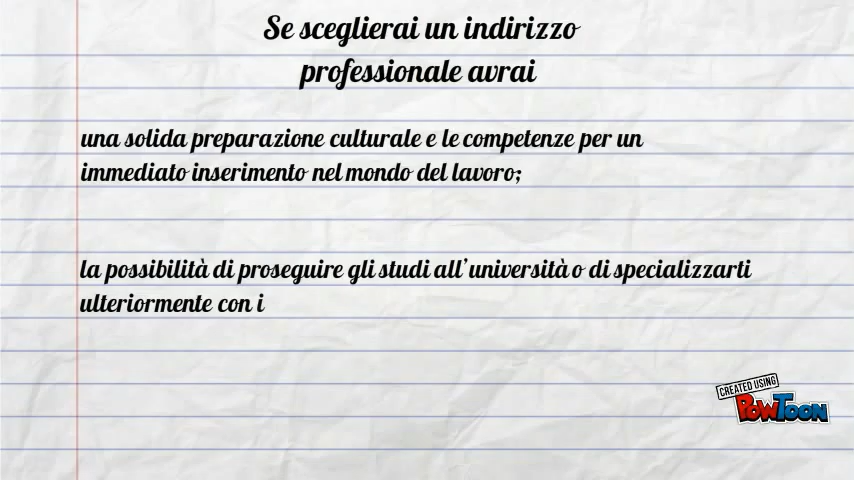 Se sceglierai un indirizzo
professionale avrai
una solida preparazione culturale e le competenze per un
immediato inserimento nel mondo del lavoro;
la possibilità di proseguire gli studi all'università o di specializzarti
ulteriormente con i
CREATED USING
POWTOON